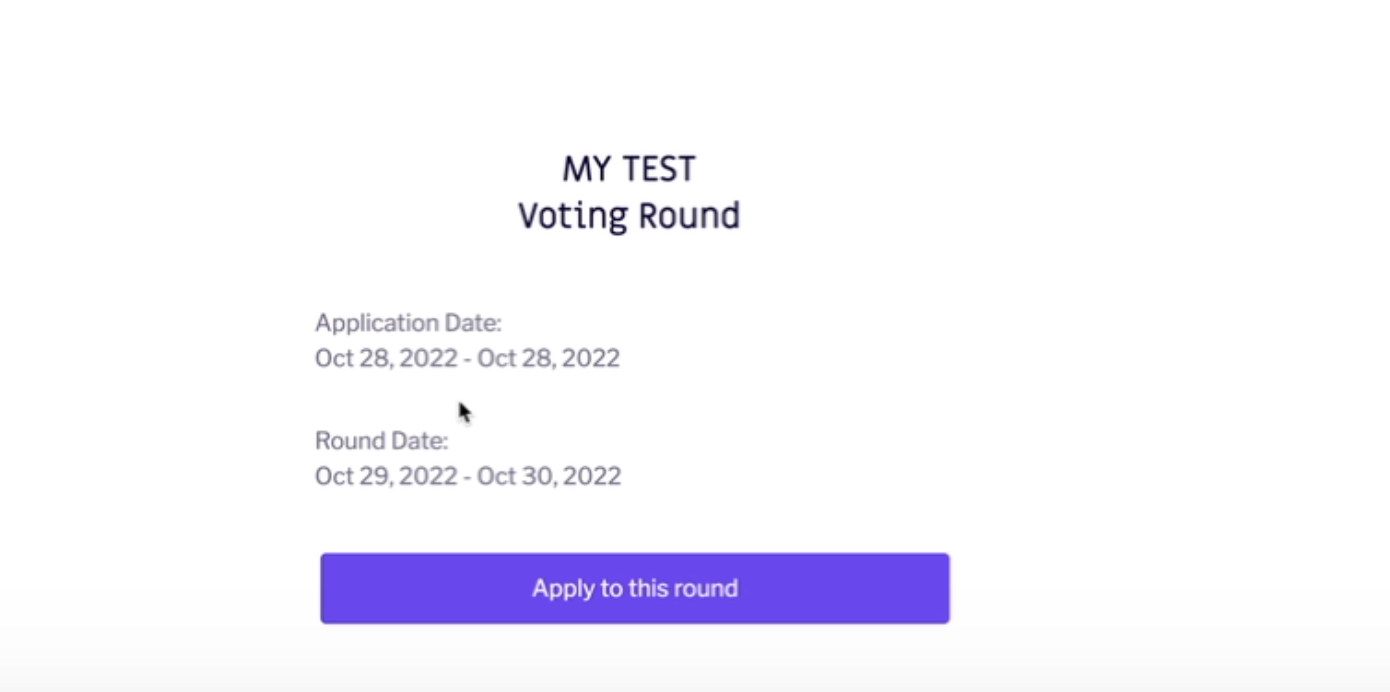 MY TEST
Voting Round
Application Date:
Oct 28, 2022 - Oct 28, 2022
Round Date:
Oct 29, 2022 - Oct 30, 2022
Apply to this round